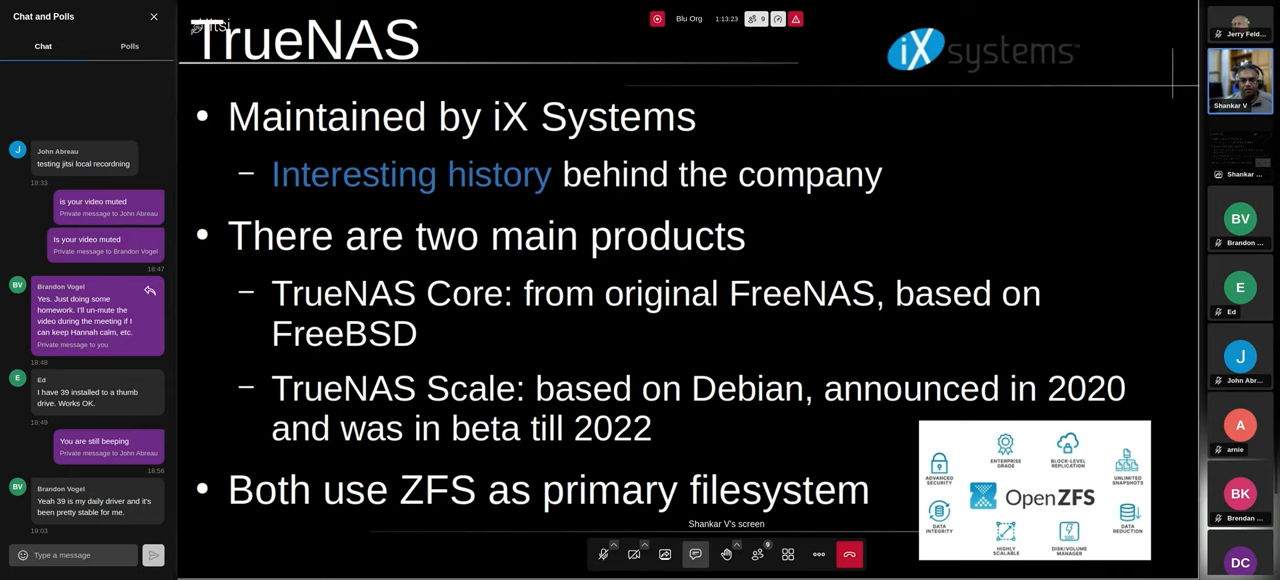 Chat and Polls
Chat
Polls
John Abreau
testing jitsi local recordning
18:33
is your video muted
Private message to John Abreau
Is your video muted
Private message to Brandon Vogel
18:47
Brandon Vogel
Yes. Just doing some
homework. I'll un-mute the
video during the meeting if I
can keep Hannah calm, etc.
Private message to you
18:48
Ed
I have 39 installed to a thumb
drive. Works OK.
18:49
You are still beeping
Private message to John Abreau
18:56
Brandon Vogel
Yeah 39 is my daily driver and it's
been pretty stable for me.
19:03
Type a message
Jitsi
Blu Org
1:13:23
9
TrueNAS
iXsystems
• Maintained by iX Systems
– Interesting history behind the company
• There are two main products
– TrueNAS Core: from original FreeNAS, based on
FreeBSD
– TrueNAS Scale: based on Debian, announced in 2020
and was in beta till 2022
• Both use ZFS as primary filesystem
ENTERPRISE
GRADE
BLOCK-LEVEL
REPLICATION
ADVANCED
SECURITY
UNLIMITED
SNAPSHOTS
OpenZFS
DATA
INTEGRITY
HIGHLY
SCALABLE
DISK/VOLUME
MANAGER
DATA
REDUCTION
Shankar V's screen
9
Jerry Feld...
Shankar V
Shankar ...
BV
Brandon ...
E
Ed
J
John Abr...
A
arnie
BK
Brendan ...
DC